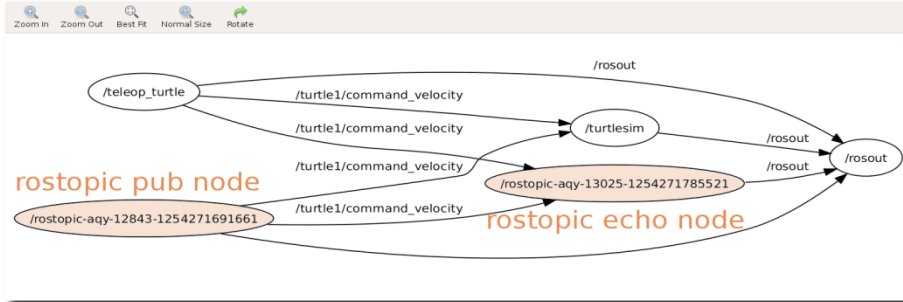 Zoom In Zoom Out Best Fit Normal Size Rotate
/rosout
/teleop_turtle
/turtle1/command_velocity
/turtle1/command_velocity
/turtlesim
/rosout
/rosout
/turtle1/command_velocity
/rosout
rostopic pub node
/rostopic-aqy-13025-1254271785521
/turtle1/command_velocity
/rostopic-aqy-12843-1254271691661
rostopic echo node